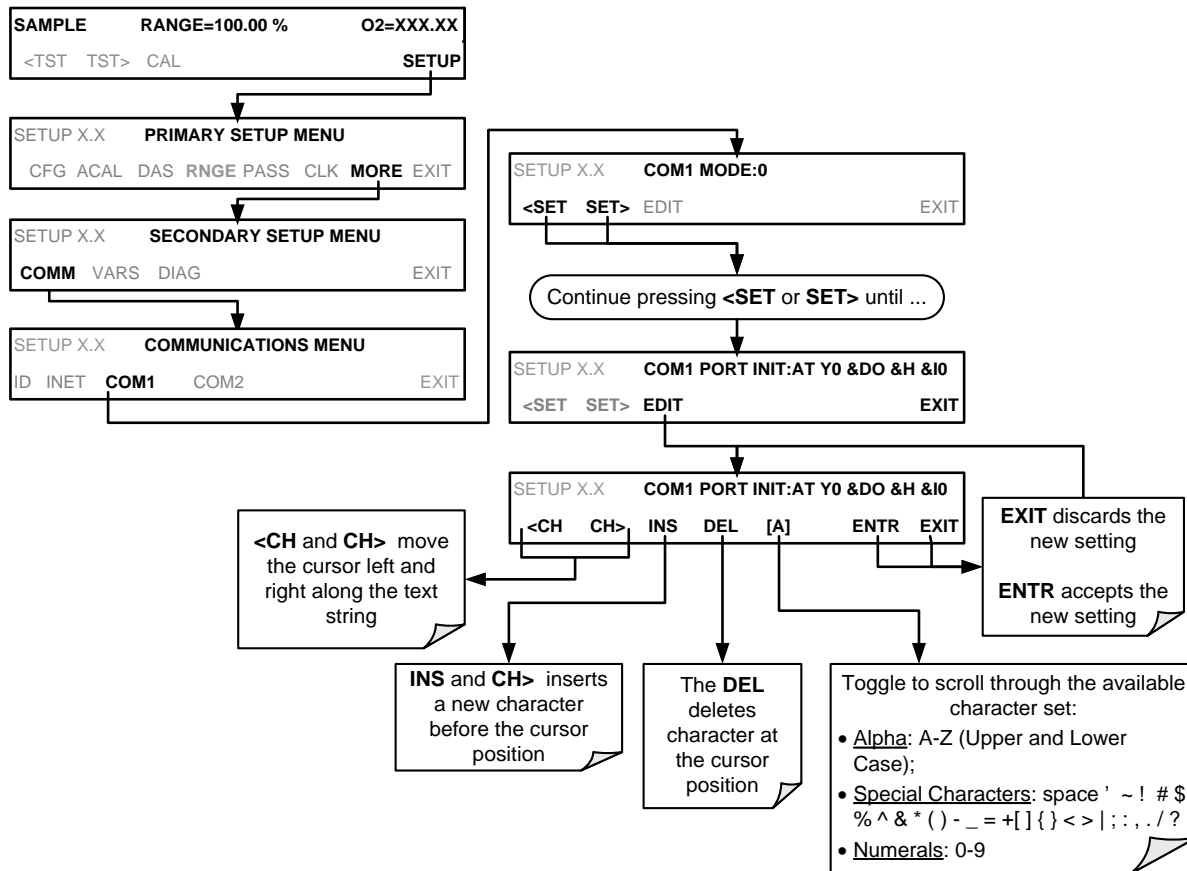 SAMPLE RANGE=100.00 % O2=XXX.XX
<TST TST> CAL SETUP
SETUP X.X PRIMARY SETUP MENU
CFG ACAL DAS RNGE PASS CLK MORE EXIT
SETUP X.X SECONDARY SETUP MENU
COMM VARS DIAG EXIT
SETUP X.X COMMUNICATIONS MENU
ID INET COM1 COM2 EXIT
SETUP X.X COM1 MODE:0
<SET SET> EDIT EXIT
Continue pressing <SET or SET> until ...
SETUP X.X COM1 PORT INIT:AT Y0 &DO &H &I0
<SET SET> EDIT EXIT
SETUP X.X COM1 PORT INIT:AT Y0 &DO &H &I0
<CH CH> INS DEL [A] ENTR EXIT
<CH and CH> move
the cursor left and
right along the text
string
EXIT discards the
new setting
ENTR accepts the
new setting
INS and CH> inserts
a new character
before the cursor
position
The DEL
deletes
character at
the cursor
position
Toggle to scroll through the available
character set:
• Alpha: A-Z (Upper and Lower
Case);
• Special Characters: space ' ~ ! # $
% ^ & * ( ) - _ = +[ ] { } < > | ; : , . / ?
• Numerals: 0-9